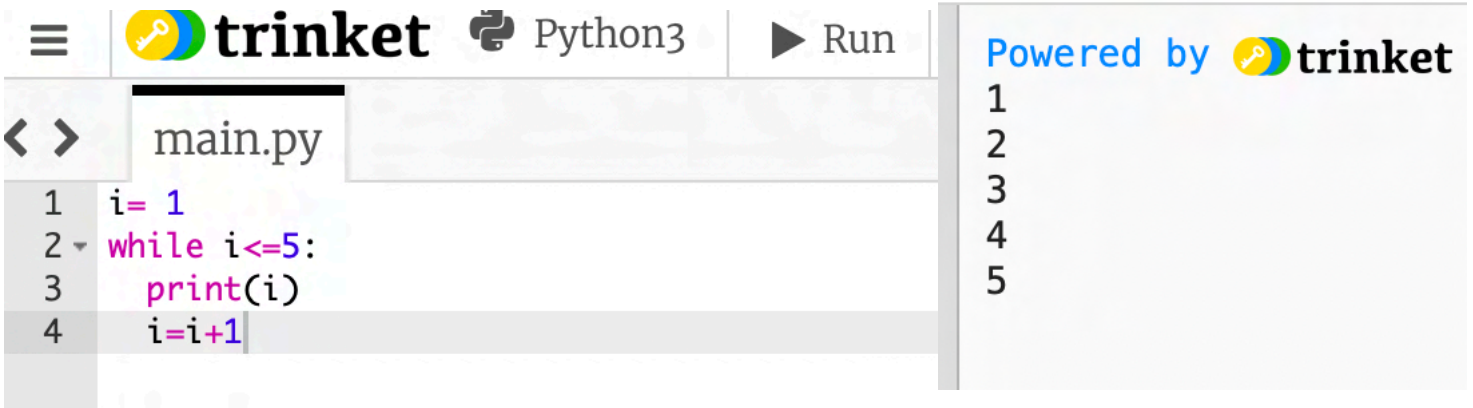 trinket Python3 Run
main.py
1 i= 1
2 while i<=5:
3   print(i)
4   i=i+1
Powered by trinket
1
2
3
4
5